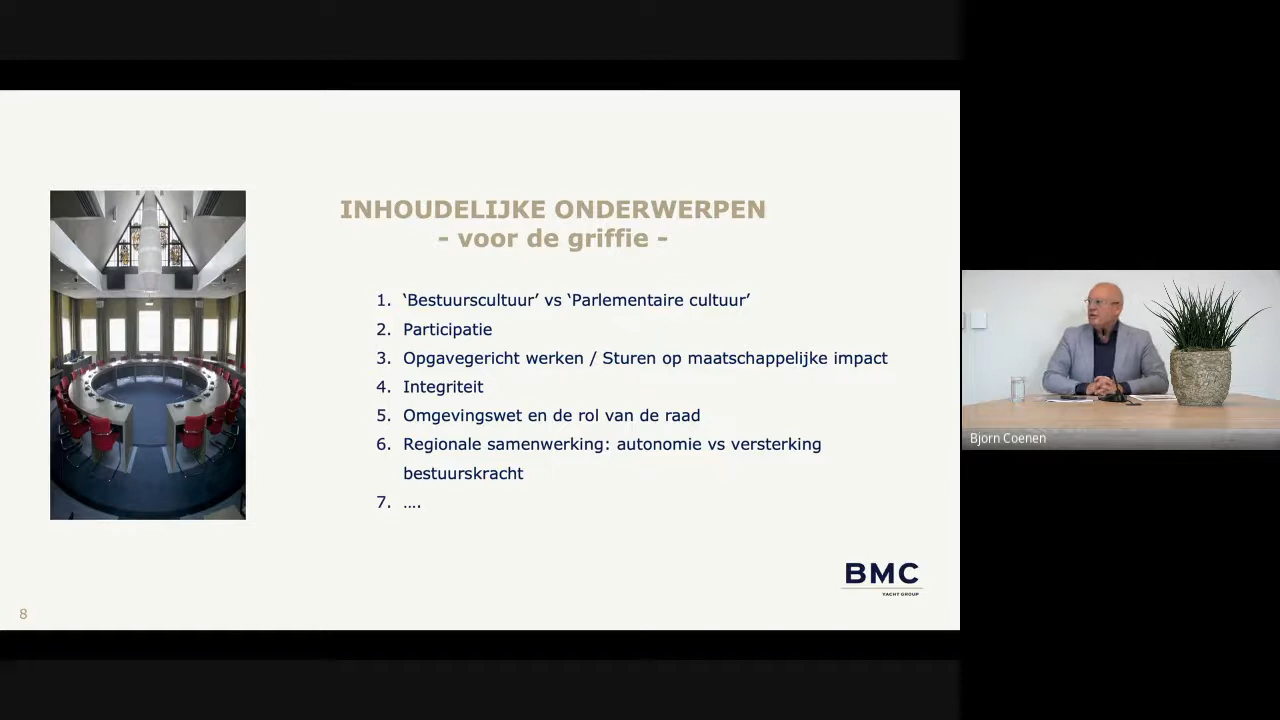 INHOUDELIJKE ONDERWERPEN
- voor de griffie -
1. ‘Bestuurscultuur’ vs ‘Parlementaire cultuur’
2. Participatie
3. Opgavegericht werken / Sturen op maatschappelijke impact
4. Integriteit
5. Omgevingswet en de rol van de raad
6. Regionale samenwerking: autonomie vs versterking
bestuurskracht
7. ....
BMC
YACHT GROUP
8
Bjorn Coenen